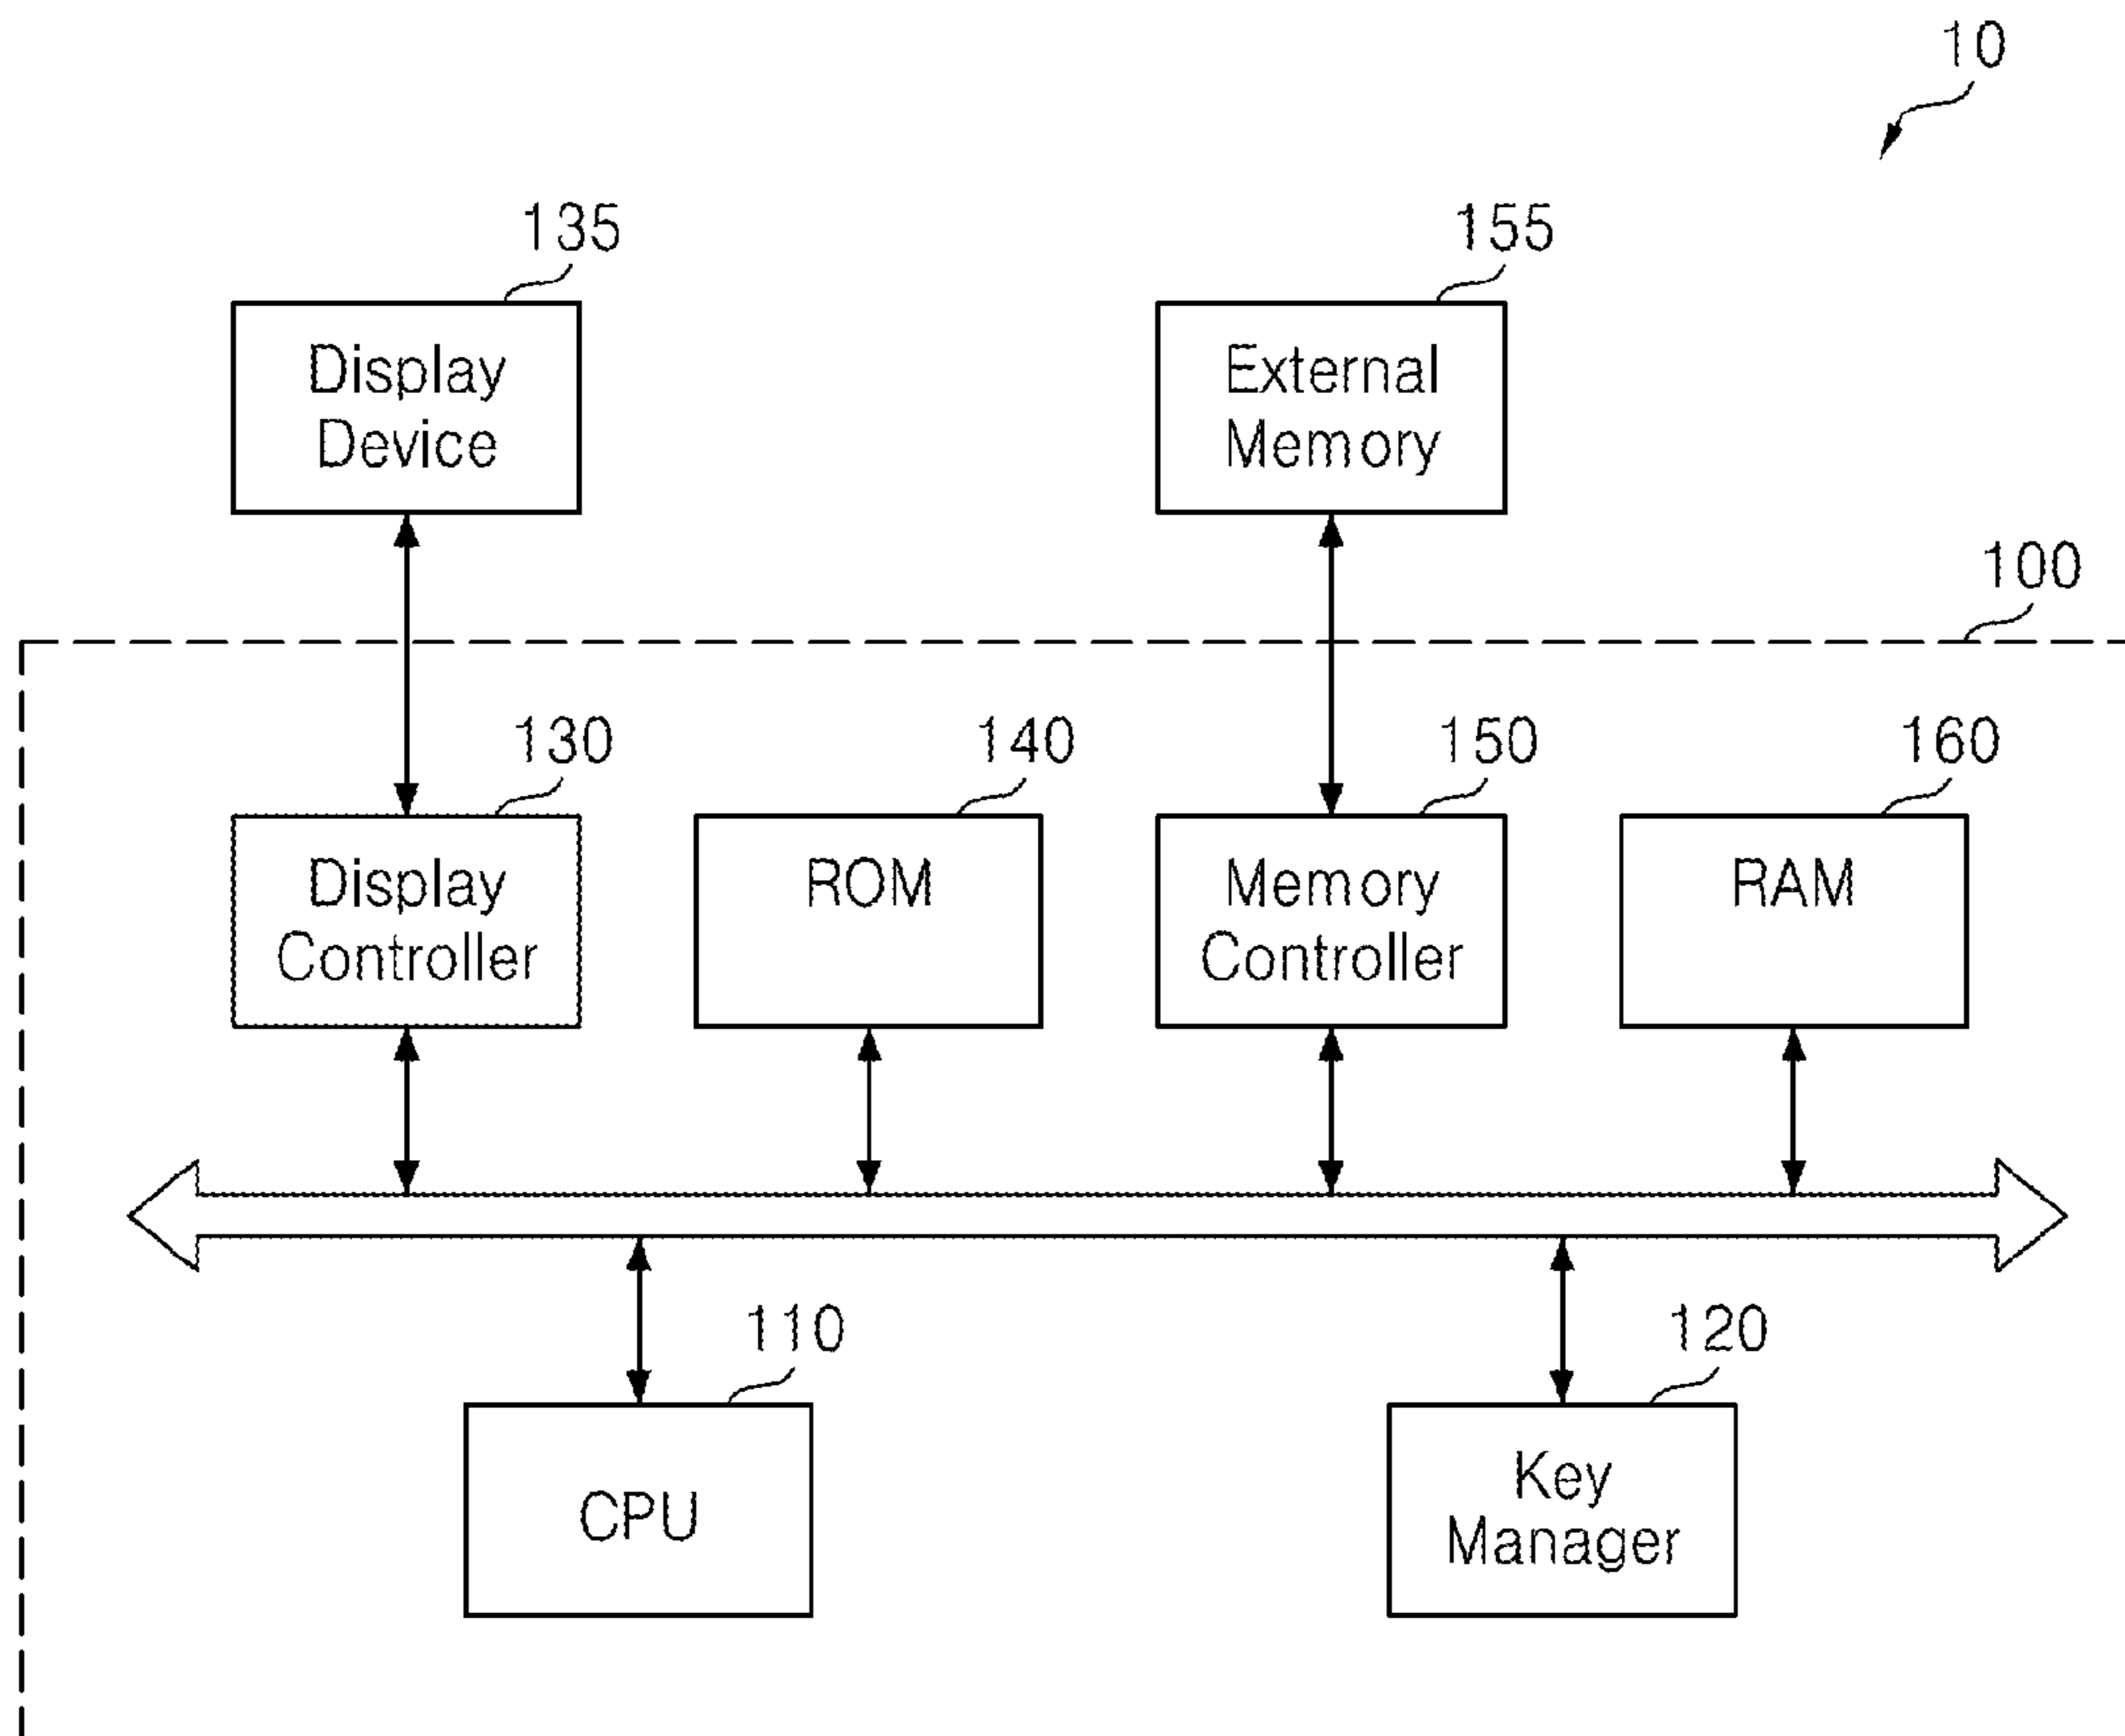 10
135
155
Display
Device
External
Memory
100
130
140
150
160
Display
Controller
ROM
Memory
Controller
RAM
110
120
CPU
Key
Manager